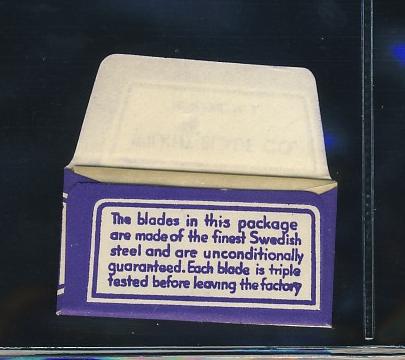 The blades in this package
are made of the finest Swedish
steel and are unconditionally
guaranteed. Each blade is triple
tested before leaving the factory